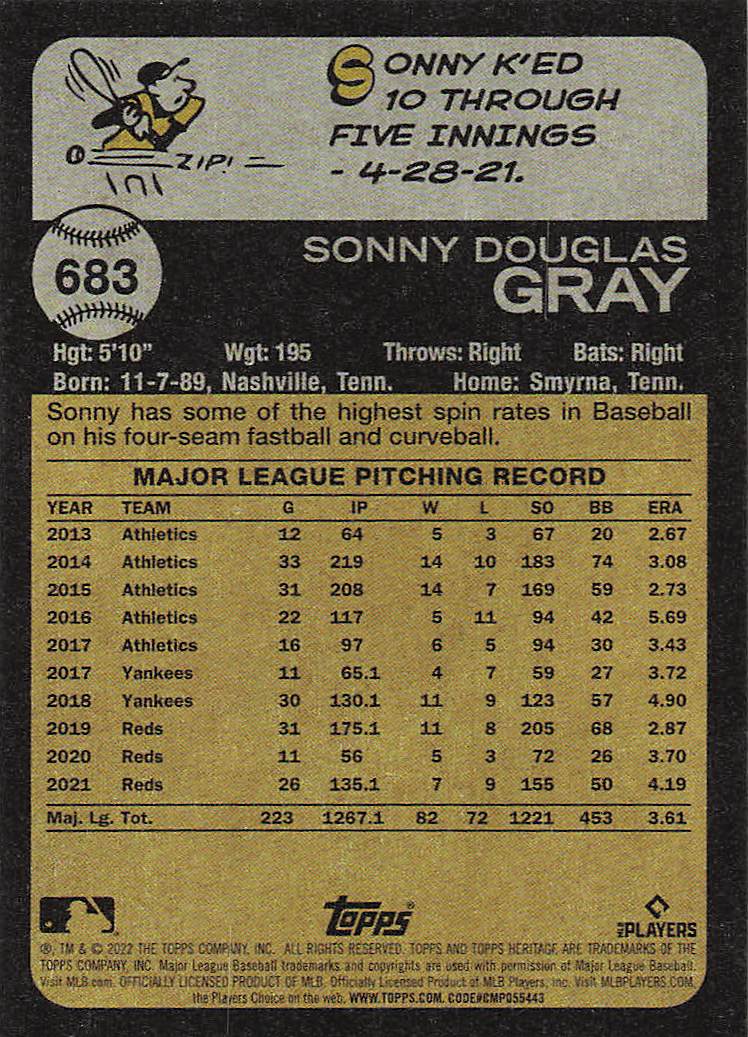 SONNY K'ED
10 THROUGH
FIVE INNINGS
- 4-28-21.
ZIP!
683
SONNY DOUGLAS
GRAY
Hgt: 5'10" Wgt: 195 Throws: Right Bats: Right
Born: 11-7-89, Nashville, Tenn. Home: Smyrna, Tenn.
Sonny has some of the highest spin rates in Baseball
on his four-seam fastball and curveball.
MAJOR LEAGUE PITCHING RECORD
YEAR TEAM G IP W L SO BB ERA
2013 Athletics 12 64 5 3 67 20 2.67
2014 Athletics 33 219 14 10 183 74 3.08
2015 Athletics 31 208 14 7 169 59 2.73
2016 Athletics 22 117 5 11 94 42 5.69
2017 Athletics 16 97 6 5 94 30 3.43
2017 Yankees 11 65.1 4 7 59 27 3.72
2018 Yankees 30 130.1 11 9 123 57 4.90
2019 Reds 31 175.1 11 8 205 68 2.87
2020 Reds 11 56 5 3 72 26 3.70
2021 Reds 26 135.1 7 9 155 50 4.19
Maj. Lg. Tot. 223 1267.1 82 72 1221 453 3.61
topps®
MLB PLAYERS
®, TM & © 2022 THE TOPPS COMPANY, INC. ALL RIGHTS RESERVED. TOPPS AND TOPPS HERITAGE ARE TRADEMARKS OF THE
TOPPS COMPANY, INC. Major League Baseball trademarks and copyrights are used with permission of Major League Baseball.
Visit MLB.com. OFFICIALLY LICENSED PRODUCT OF MLB. Officially Licensed Product of MLB Players, Inc. Visit MLBPLAYERS.COM,
the Players Choice on the web. WWW.TOPPS.COM. CODE#CMP055443